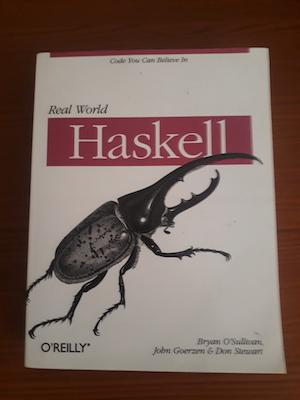 Code You Can Believe In
Real World
Haskell
Bryan O'Sullivan,
John Goerzen & Don Stewart
O'REILLY®